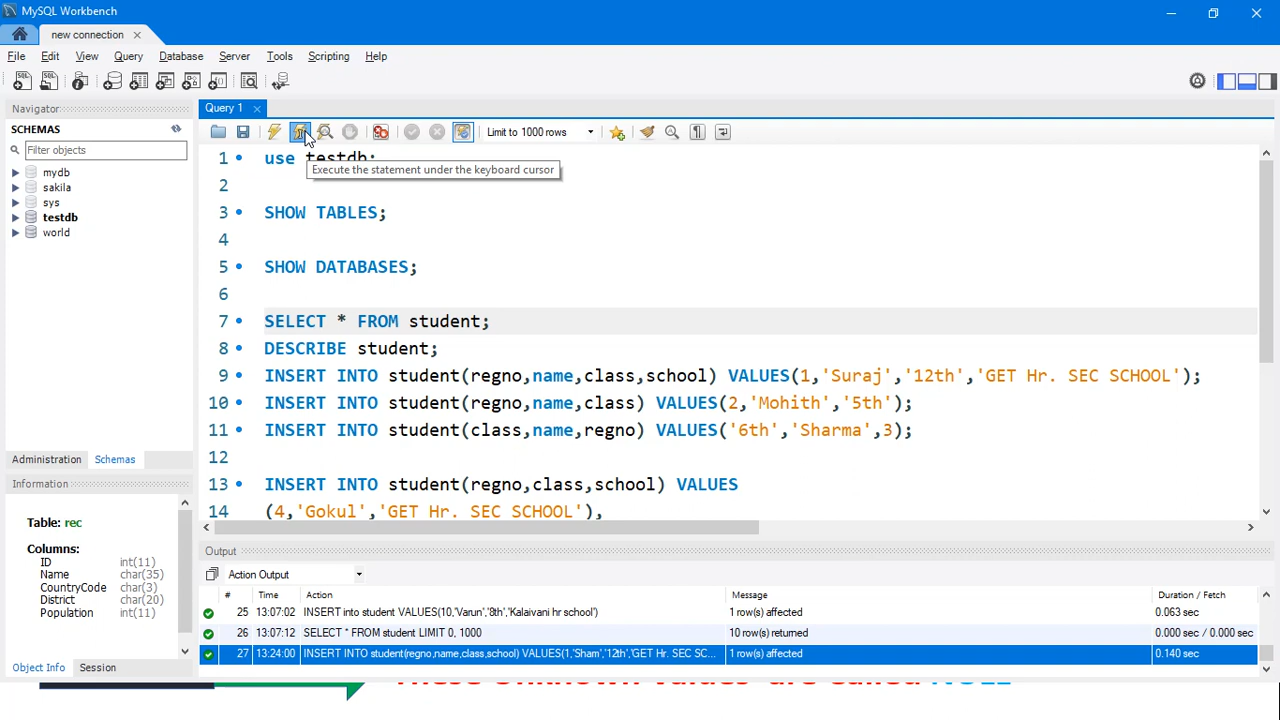 MySQL Workbench
new connection
File Edit View Query Database Server Tools Scripting Help
Navigator
SCHEMAS
Filter objects
mydb
sakila
sys
testdb
world
Administration Schemas
Information
Table: rec
Columns:
ID int(11)
Name char(35)
CountryCode char(3)
District char(20)
Population int(11)
Object Info Session
Query 1
Limit to 1000 rows
1 use testdb;
Execute the statement under the keyboard cursor
2
3 SHOW TABLES;
4
5 SHOW DATABASES;
6
7 SELECT * FROM student;
8 DESCRIBE student;
9 INSERT INTO student(regno,name,class,school) VALUES(1,'Suraj','12th','GET Hr. SEC SCHOOL');
10 INSERT INTO student(regno,name,class) VALUES(2,'Mohith','5th');
11 INSERT INTO student(class,name,regno) VALUES('6th','Sharma',3);
12
13 INSERT INTO student(regno,class,school) VALUES
14 (4,'Gokul','GET Hr. SEC SCHOOL'),
Output
Action Output
# Time Action Message Duration / Fetch
25 13:07:02 INSERT into student VALUES(10,'Varun','8th','Kalaivani hr school') 1 row(s) affected 0.063 sec
26 13:07:12 SELECT * FROM student LIMIT 0, 1000 10 row(s) returned 0.000 sec / 0.000 sec
27 13:24:00 INSERT INTO student(regno,name,class,school) VALUES(1,'Sham','12th','GET Hr. SEC SC... 1 row(s) affected 0.140 sec
These Unknown values are called NULL